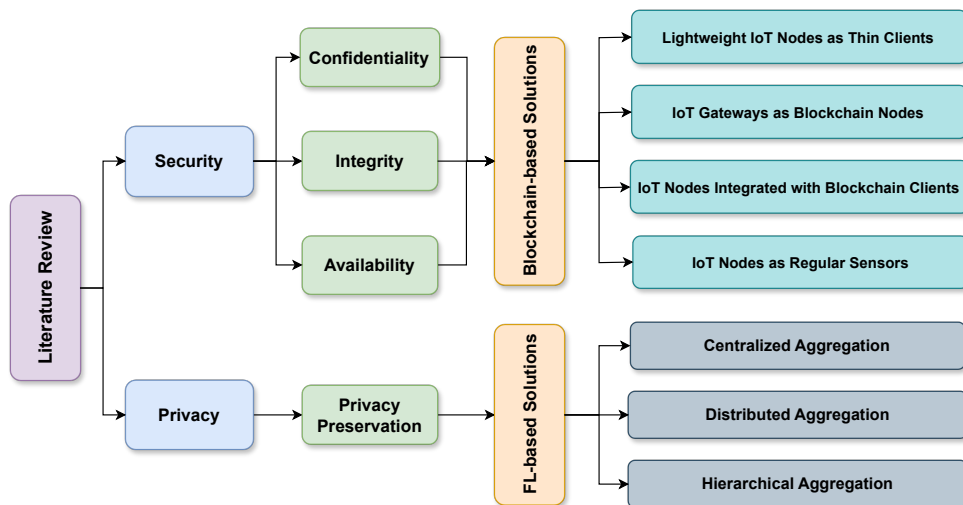 Literature Review
Security
Privacy
Confidentiality
Integrity
Availability
Privacy
Preservation
Blockchain-based Solutions
FL-based Solutions
Lightweight IoT Nodes as Thin Clients
IoT Gateways as Blockchain Nodes
IoT Nodes Integrated with Blockchain Clients
IoT Nodes as Regular Sensors
Centralized Aggregation
Distributed Aggregation
Hierarchical Aggregation